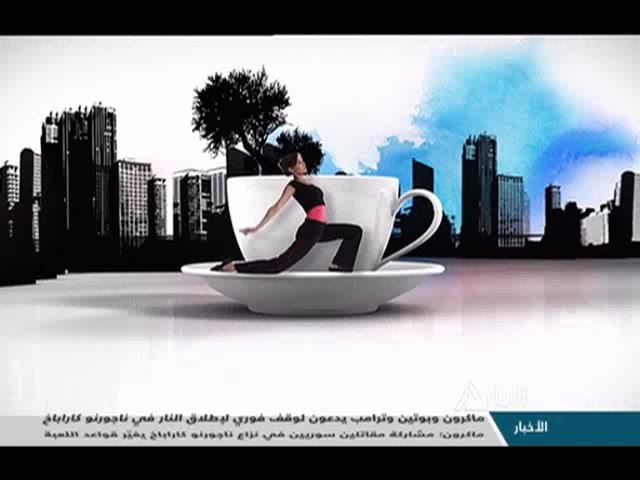 ماكرون وبوتين وترامب يدعون لوقف فوري لإطلاق النار في ناجورنو كاراباخ
ماكرون: مشاركة مقاتلين سوريين في نزاع ناجورنو كاراباخ يغيّر قواعد اللعبة
الأخبار